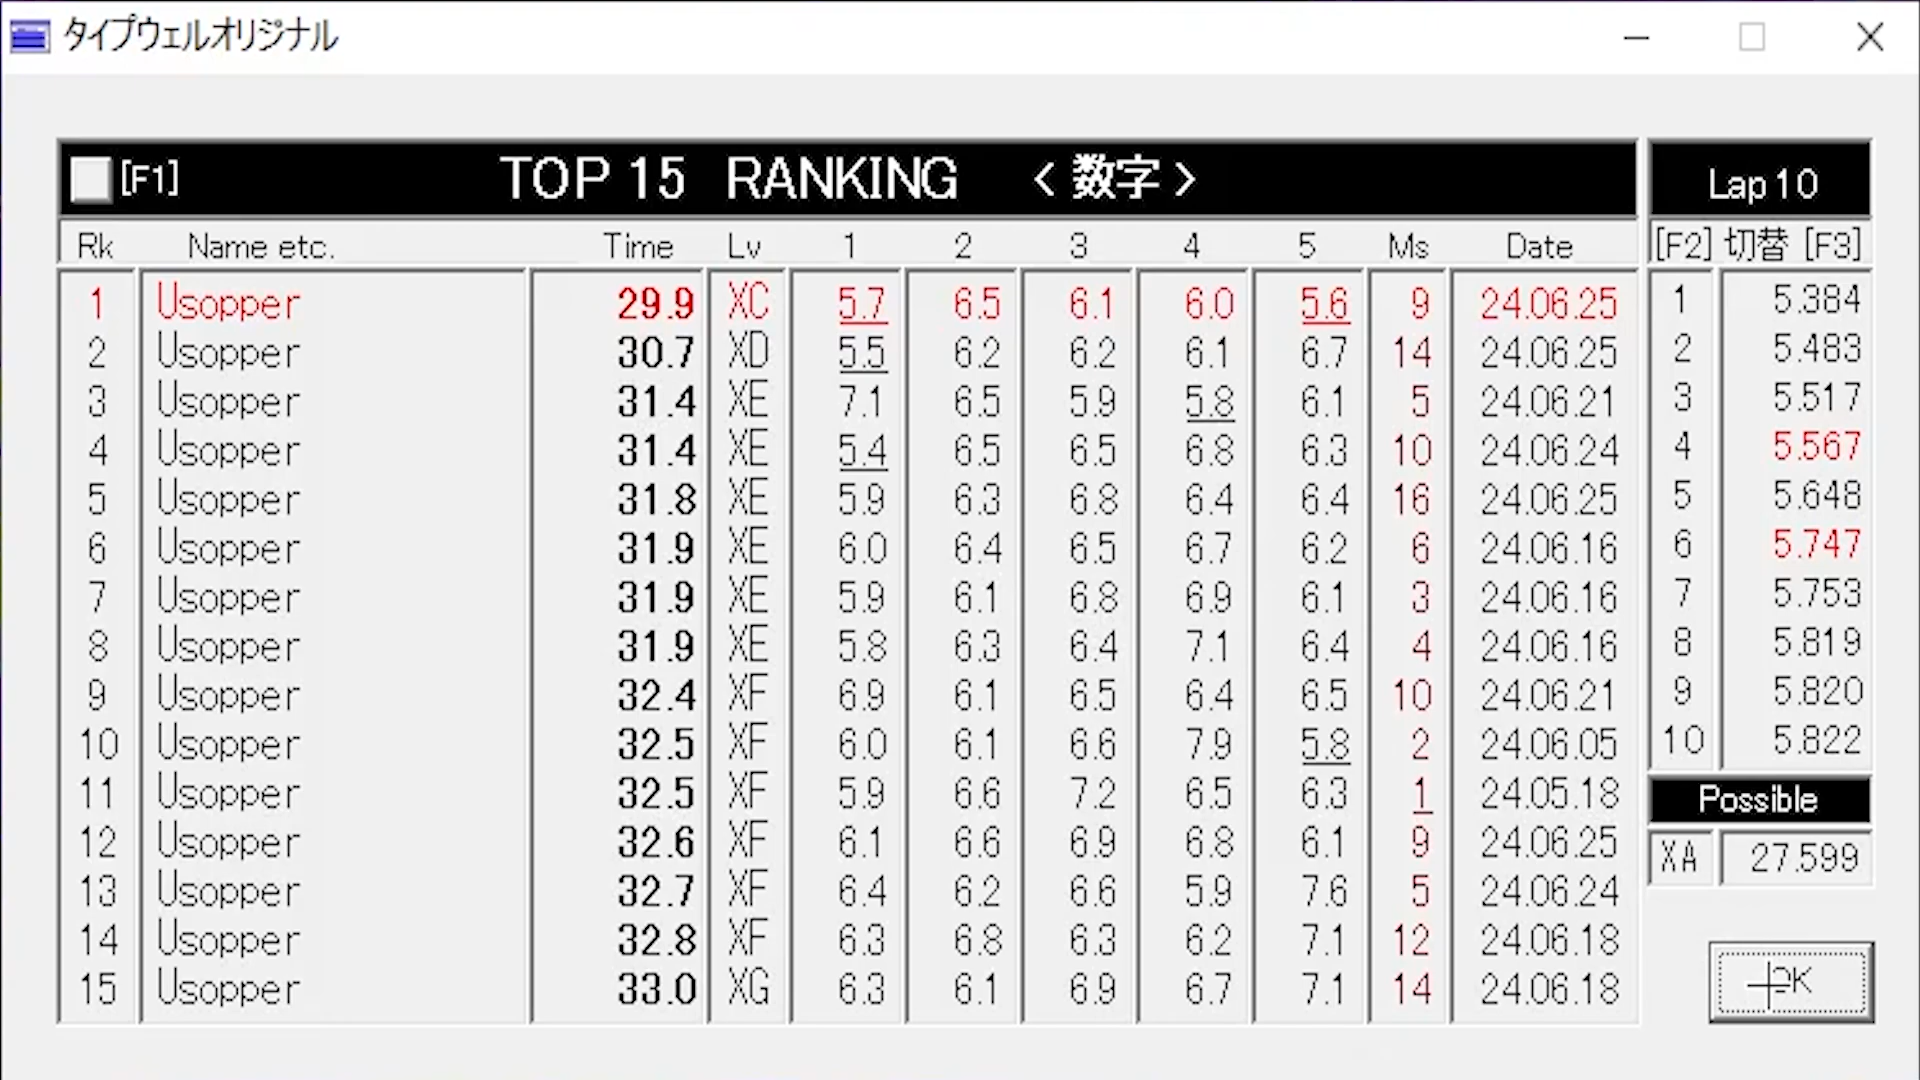 タイプウェルオリジナル
[F1] TOP 15 RANKING <数字> Lap10
Rk Name etc. Time Lv 1 2 3 4 5 Ms Date [F2] 切替 [F3]
1 Usopper 29.9 XC 5.7 6.5 6.1 6.0 5.6 9 24.06.25 1 5.384
2 Usopper 30.7 XD 5.5 6.2 6.2 6.1 6.7 14 24.06.25 2 5.483
3 Usopper 31.4 XE 7.1 6.5 5.9 5.8 6.1 5 24.06.21 3 5.517
4 Usopper 31.4 XE 5.4 6.5 6.5 6.8 6.3 10 24.06.24 4 5.567
5 Usopper 31.8 XE 5.9 6.3 6.8 6.4 6.4 16 24.06.25 5 5.648
6 Usopper 31.9 XE 6.0 6.4 6.5 6.7 6.2 6 24.06.16 6 5.747
7 Usopper 31.9 XE 5.9 6.1 6.8 6.9 6.1 3 24.06.16 7 5.753
8 Usopper 31.9 XE 5.8 6.3 6.4 7.1 6.4 4 24.06.16 8 5.819
9 Usopper 32.4 XF 6.9 6.1 6.5 6.4 6.5 10 24.06.21 9 5.820
10 Usopper 32.5 XF 6.0 6.1 6.6 7.9 5.8 2 24.06.05 10 5.822
11 Usopper 32.5 XF 5.9 6.6 7.2 6.5 6.3 1 24.05.18 Possible
12 Usopper 32.6 XF 6.1 6.6 6.9 6.8 6.1 9 24.06.25 XA 27.599
13 Usopper 32.7 XF 6.4 6.2 6.6 5.9 7.6 5 24.06.24
14 Usopper 32.8 XF 6.3 6.8 6.3 6.2 7.1 12 24.06.18
15 Usopper 33.0 XG 6.3 6.1 6.9 6.7 7.1 14 24.06.18 OK